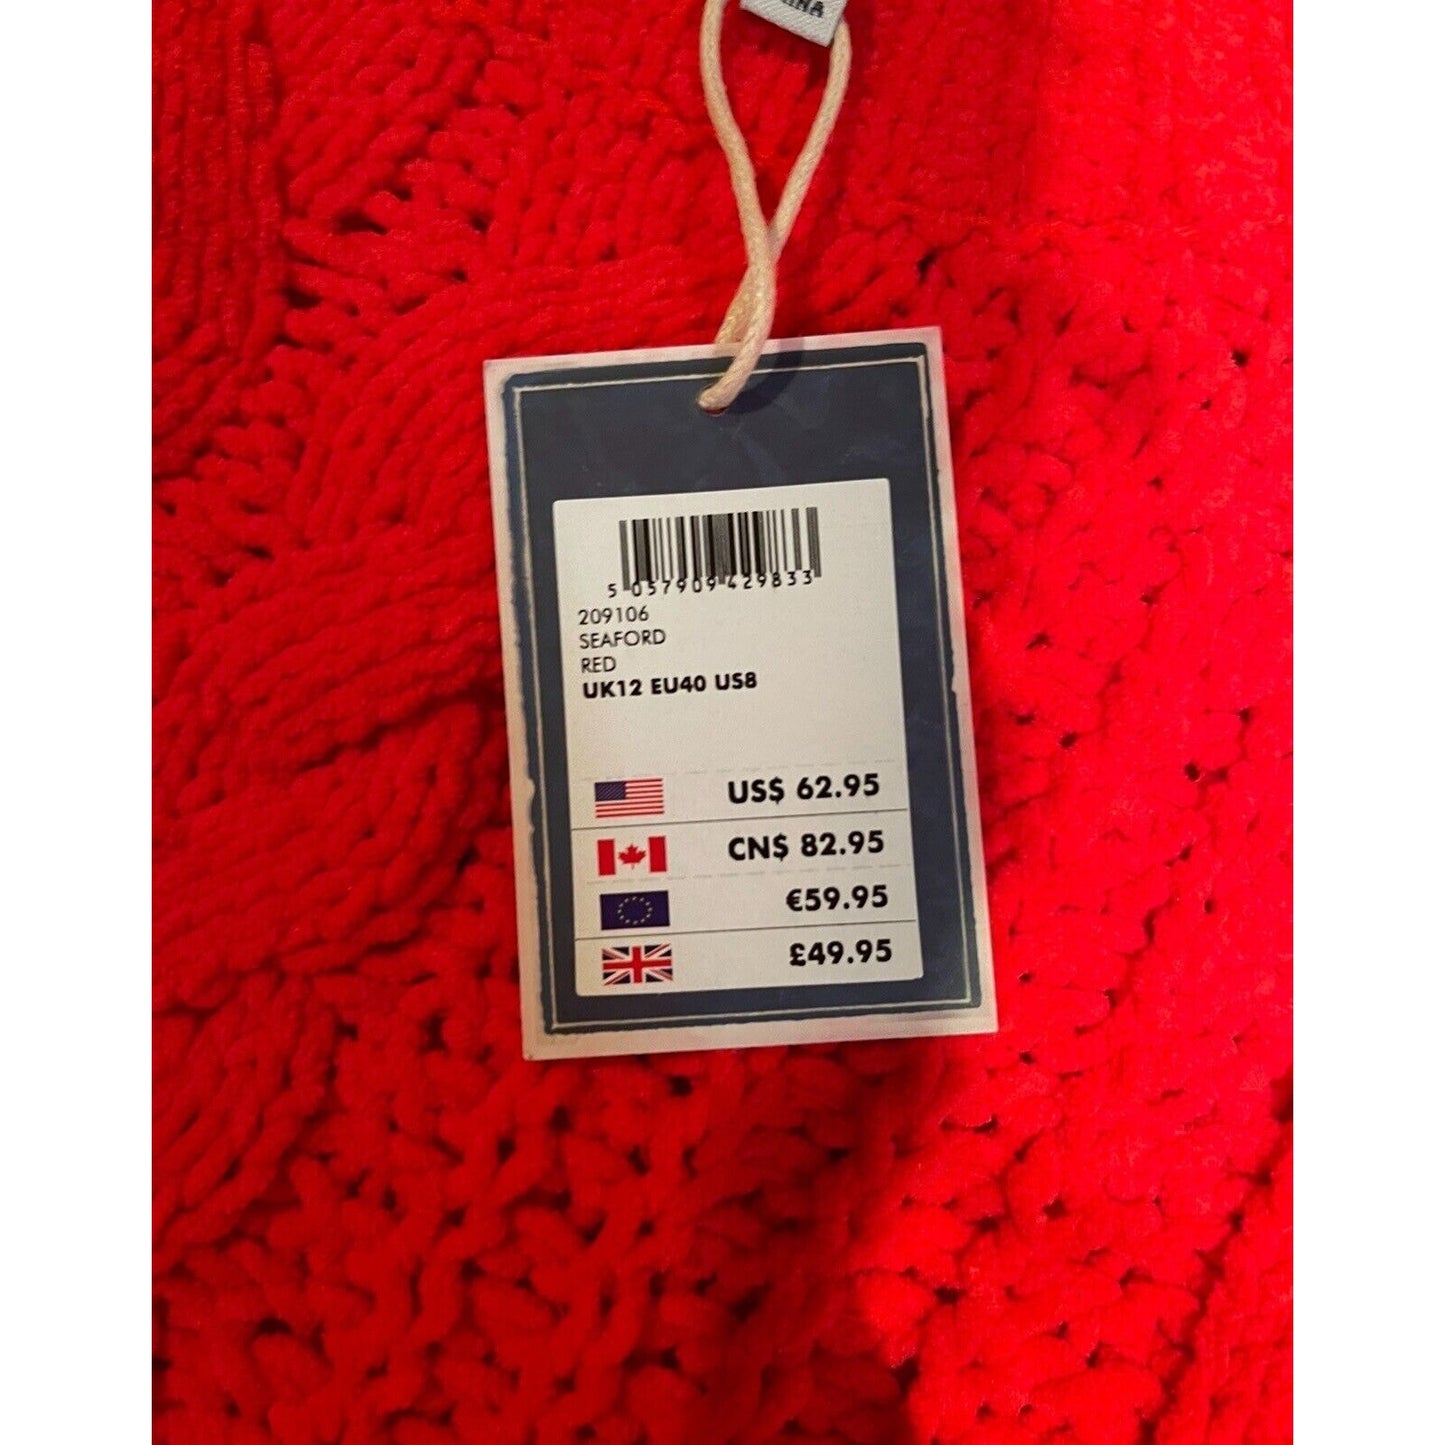 5 057909 429833
209106
SEAFORD
RED
UK12 EU40 US8
US$ 62.95
CN$ 82.95
€59.95
£49.95